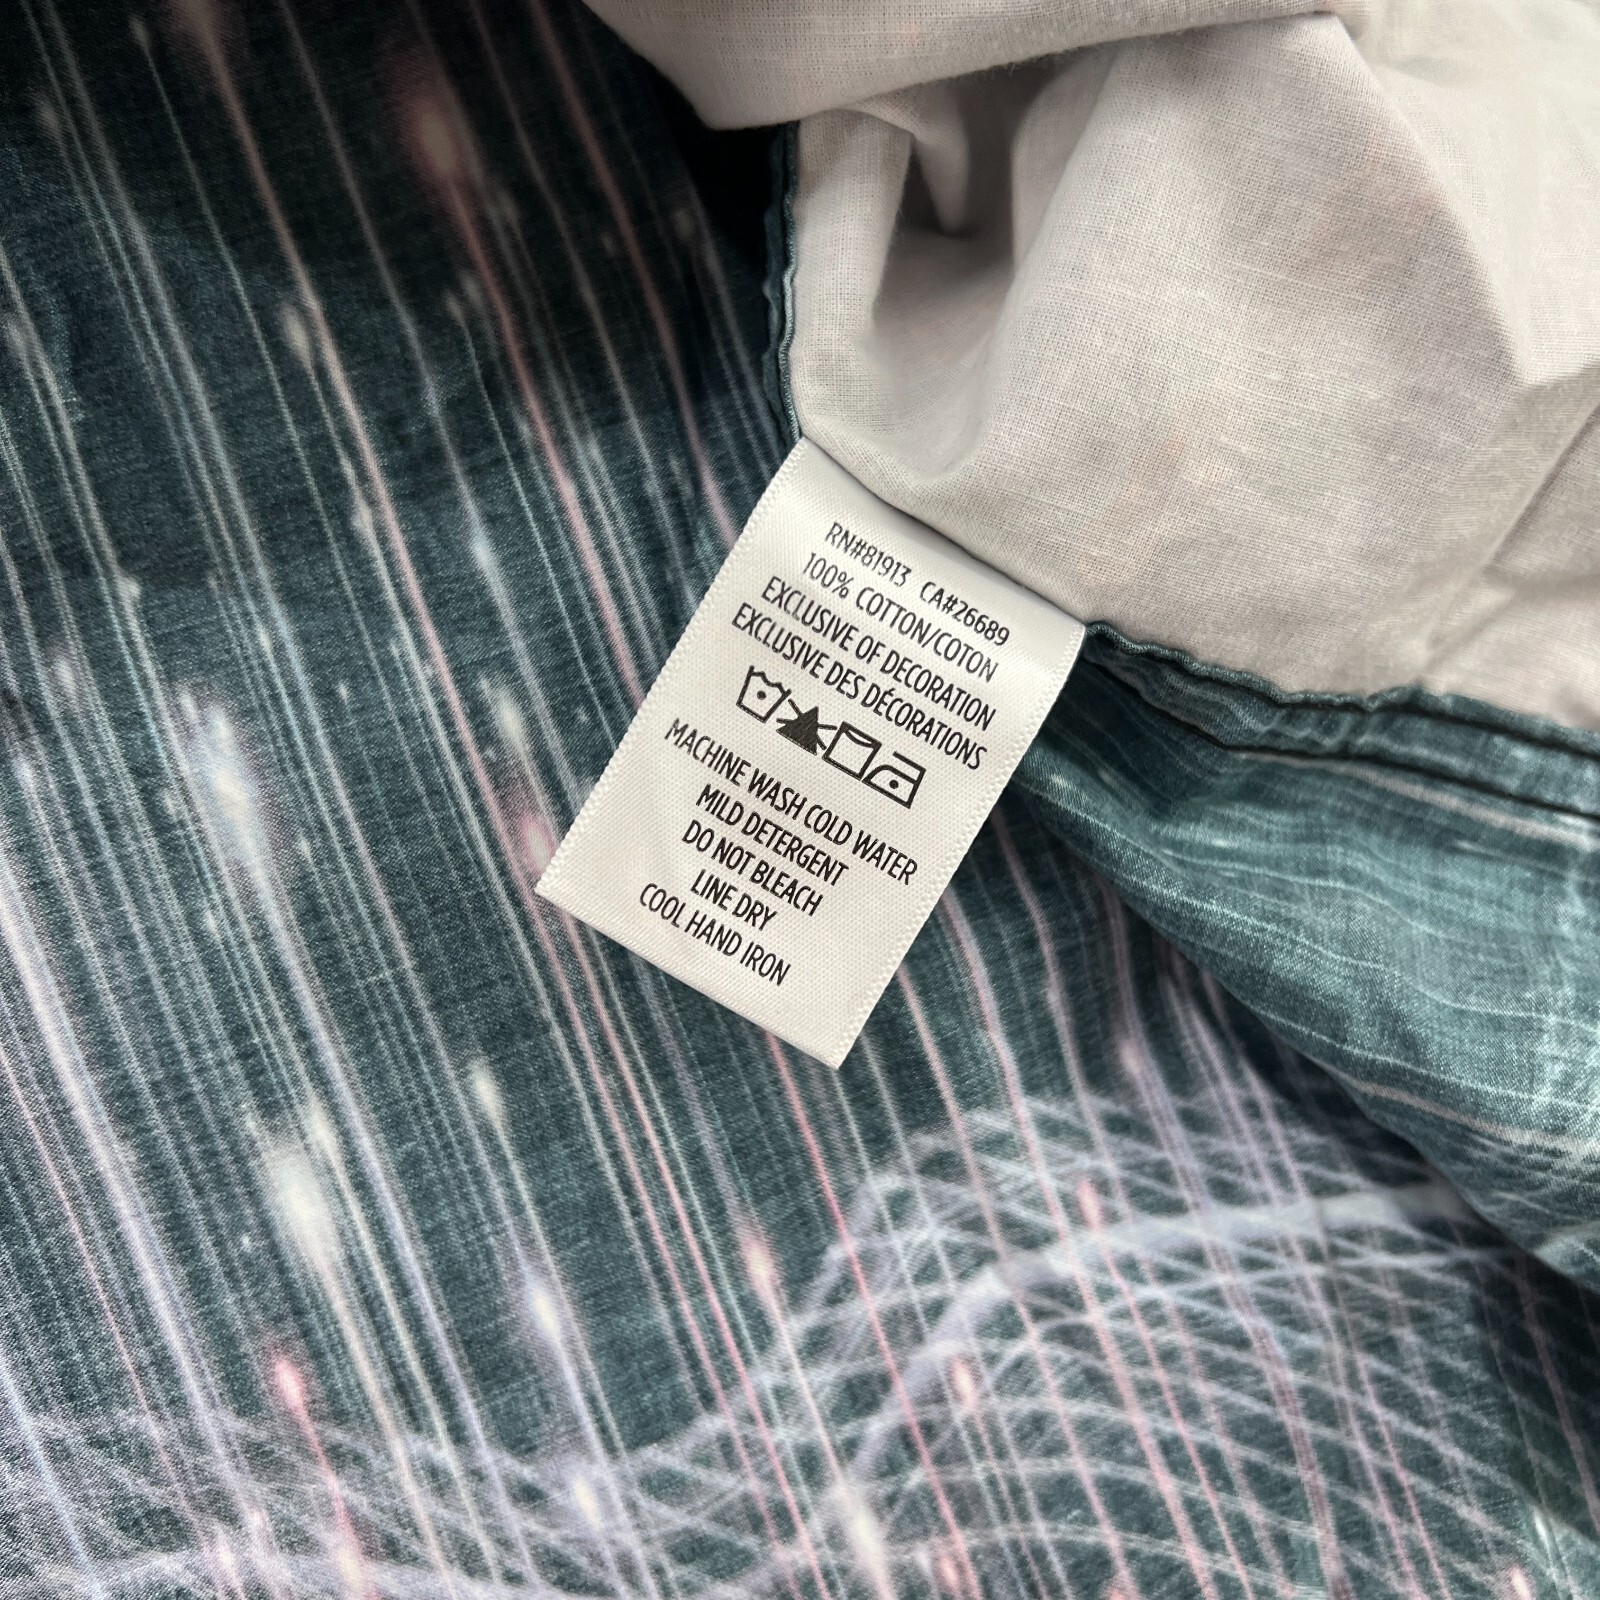 RN#81913 CA#26689
100% COTTON/COTON
EXCLUSIVE OF DECORATION
EXCLUSIVE DES DÉCORATIONS
MACHINE WASH COLD WATER
MILD DETERGENT
DO NOT BLEACH
LINE DRY
COOL HAND IRON